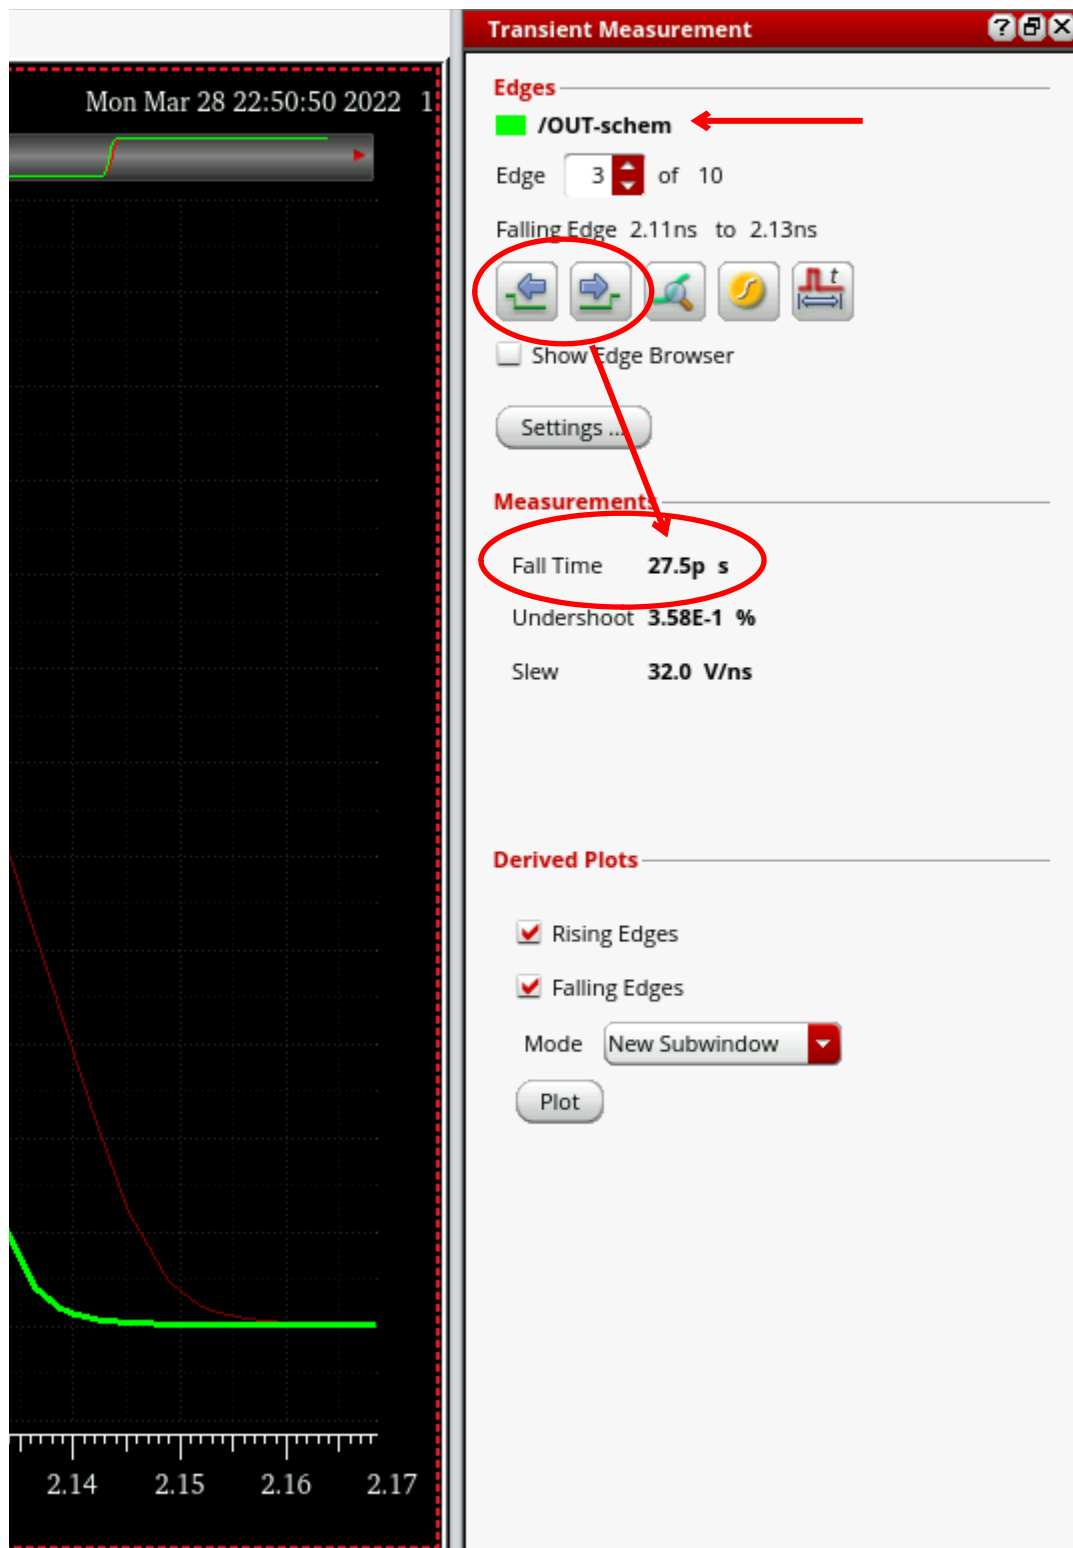 Transient Measurement
Mon Mar 28 22:50:50 2022 1
Edges
/OUT-schem
Edge 3 of 10
Falling Edge 2.11ns to 2.13ns
t
Show Edge Browser
Settings ...
Measurements
Fall Time 27.5p s
Undershoot 3.58E-1 %
Slew 32.0 V/ns
Derived Plots
Rising Edges
Falling Edges
Mode New Subwindow
Plot
2.14 2.15 2.16 2.17